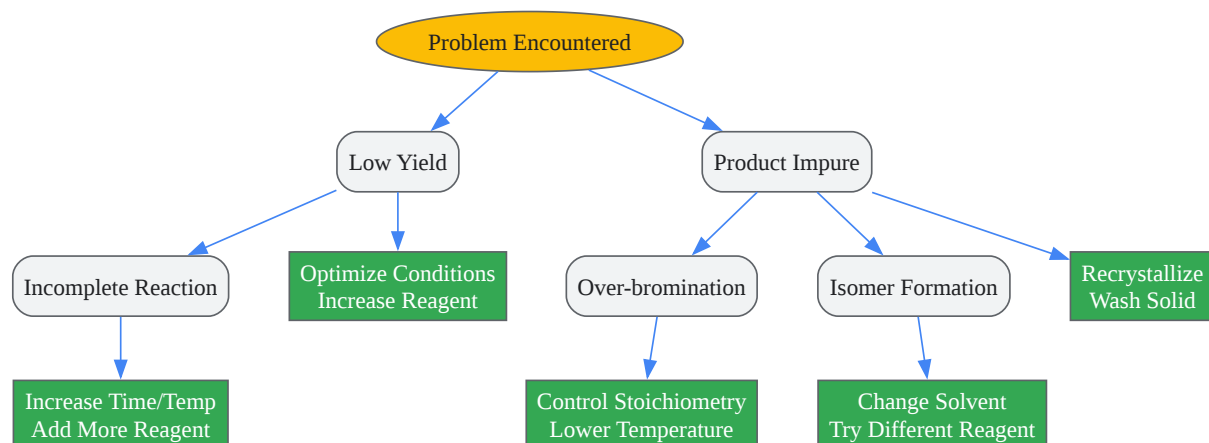 Problem Encountered
Low Yield
Product Impure
Incomplete Reaction
Optimize Conditions
Increase Reagent
Over-bromination
Isomer Formation
Recrystallize
Wash Solid
Increase Time/Temp
Add More Reagent
Control Stoichiometry
Lower Temperature
Change Solvent
Try Different Reagent